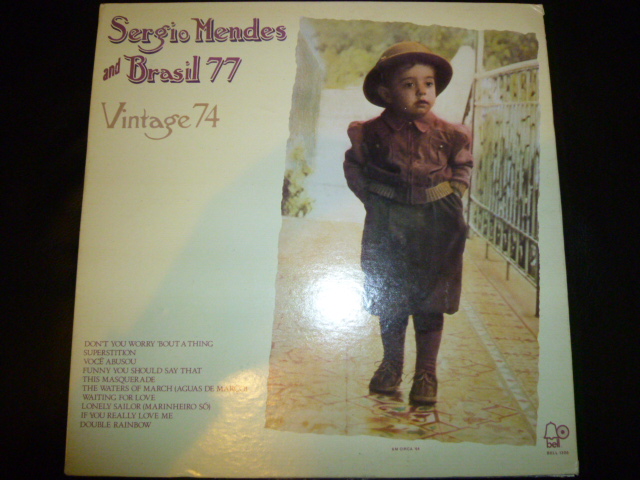 Sergio Mendes
and Brasil 77
Vintage 74
DON'T YOU WORRY 'BOUT A THING
SUPERSTITION
VOCÊ ABUSOU
FUNNY YOU SHOULD SAY THAT
THIS MASQUERADE
THE WATERS OF MARCH (AGUAS DE MARÇO)
WAITING FOR LOVE
LONELY SAILOR (MARINHEIRO SÓ)
IF YOU REALLY LOVE ME
DOUBLE RAINBOW
bell
BELL